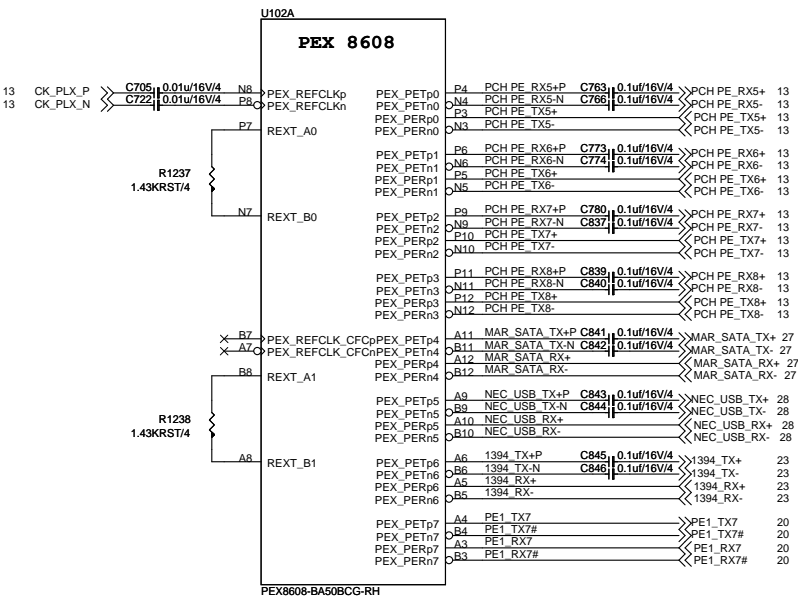 U102A
PEX 8608
13 CK_PLX_P C705 0.01u/16V/4 N8 PEX_REFCLKp
13 CK_PLX_N C722 0.01u/16V/4 P8 PEX_REFCLKn
P7 REXT_A0
R1237
1.43KRST/4
N7 REXT_B0
B7 PEX_REFCLK_CFCp
A7 PEX_REFCLK_CFCn
B8 REXT_A1
R1238
1.43KRST/4
A8 REXT_B1
PEX_PETp0 P4 PCH PE_RX5+P C763 0.1uf/16V/4 PCH PE_RX5+ 13
PEX_PETn0 N4 PCH PE_RX5-N C766 0.1uf/16V/4 PCH PE_RX5- 13
PEX_PERp0 P3 PCH PE_TX5+ PCH PE_TX5+ 13
PEX_PERn0 N3 PCH PE_TX5- PCH PE_TX5- 13
PEX_PETp1 P6 PCH PE_RX6+P C773 0.1uf/16V/4 PCH PE_RX6+ 13
PEX_PETn1 N6 PCH PE_RX6-N C774 0.1uf/16V/4 PCH PE_RX6- 13
PEX_PERp1 P5 PCH PE_TX6+ PCH PE_TX6+ 13
PEX_PERn1 N5 PCH PE_TX6- PCH PE_TX6- 13
PEX_PETp2 P9 PCH PE_RX7+P C780 0.1uf/16V/4 PCH PE_RX7+ 13
PEX_PETn2 N9 PCH PE_RX7-N C837 0.1uf/16V/4 PCH PE_RX7- 13
PEX_PERp2 P10 PCH PE_TX7+ PCH PE_TX7+ 13
PEX_PERn2 N10 PCH PE_TX7- PCH PE_TX7- 13
PEX_PETp3 P11 PCH PE_RX8+P C839 0.1uf/16V/4 PCH PE_RX8+ 13
PEX_PETn3 N11 PCH PE_RX8-N C840 0.1uf/16V/4 PCH PE_RX8- 13
PEX_PERp3 P12 PCH PE_TX8+ PCH PE_TX8+ 13
PEX_PERn3 N12 PCH PE_TX8- PCH PE_TX8- 13
PEX_PETp4 A11 MAR_SATA_TX+P C841 0.1uf/16V/4 MAR_SATA_TX+ 27
PEX_PETn4 B11 MAR_SATA_TX-N C842 0.1uf/16V/4 MAR_SATA_TX- 27
PEX_PERp4 A12 MAR_SATA_RX+ MAR_SATA_RX+ 27
PEX_PERn4 B12 MAR_SATA_RX- MAR_SATA_RX- 27
PEX_PETp5 A9 NEC_USB_TX+P C843 0.1uf/16V/4 NEC_USB_TX+ 28
PEX_PETn5 B9 NEC_USB_TX-N C844 0.1uf/16V/4 NEC_USB_TX- 28
PEX_PERp5 A10 NEC_USB_RX+ NEC_USB_RX+ 28
PEX_PERn5 B10 NEC_USB_RX- NEC_USB_RX- 28
PEX_PETp6 A6 1394_TX+P C845 0.1uf/16V/4 1394_TX+ 23
PEX_PETn6 B6 1394_TX-N C846 0.1uf/16V/4 1394_TX- 23
PEX_PERp6 A5 1394_RX+ 1394_RX+ 23
PEX_PERn6 B5 1394_RX- 1394_RX- 23
PEX_PETp7 A4 PE1_TX7 PE1_TX7 20
PEX_PETn7 B4 PE1_TX7# PE1_TX7# 20
PEX_PERp7 A3 PE1_RX7 PE1_RX7 20
PEX_PERn7 B3 PE1_RX7# PE1_RX7# 20
PEX8608-BA50BCG-RH